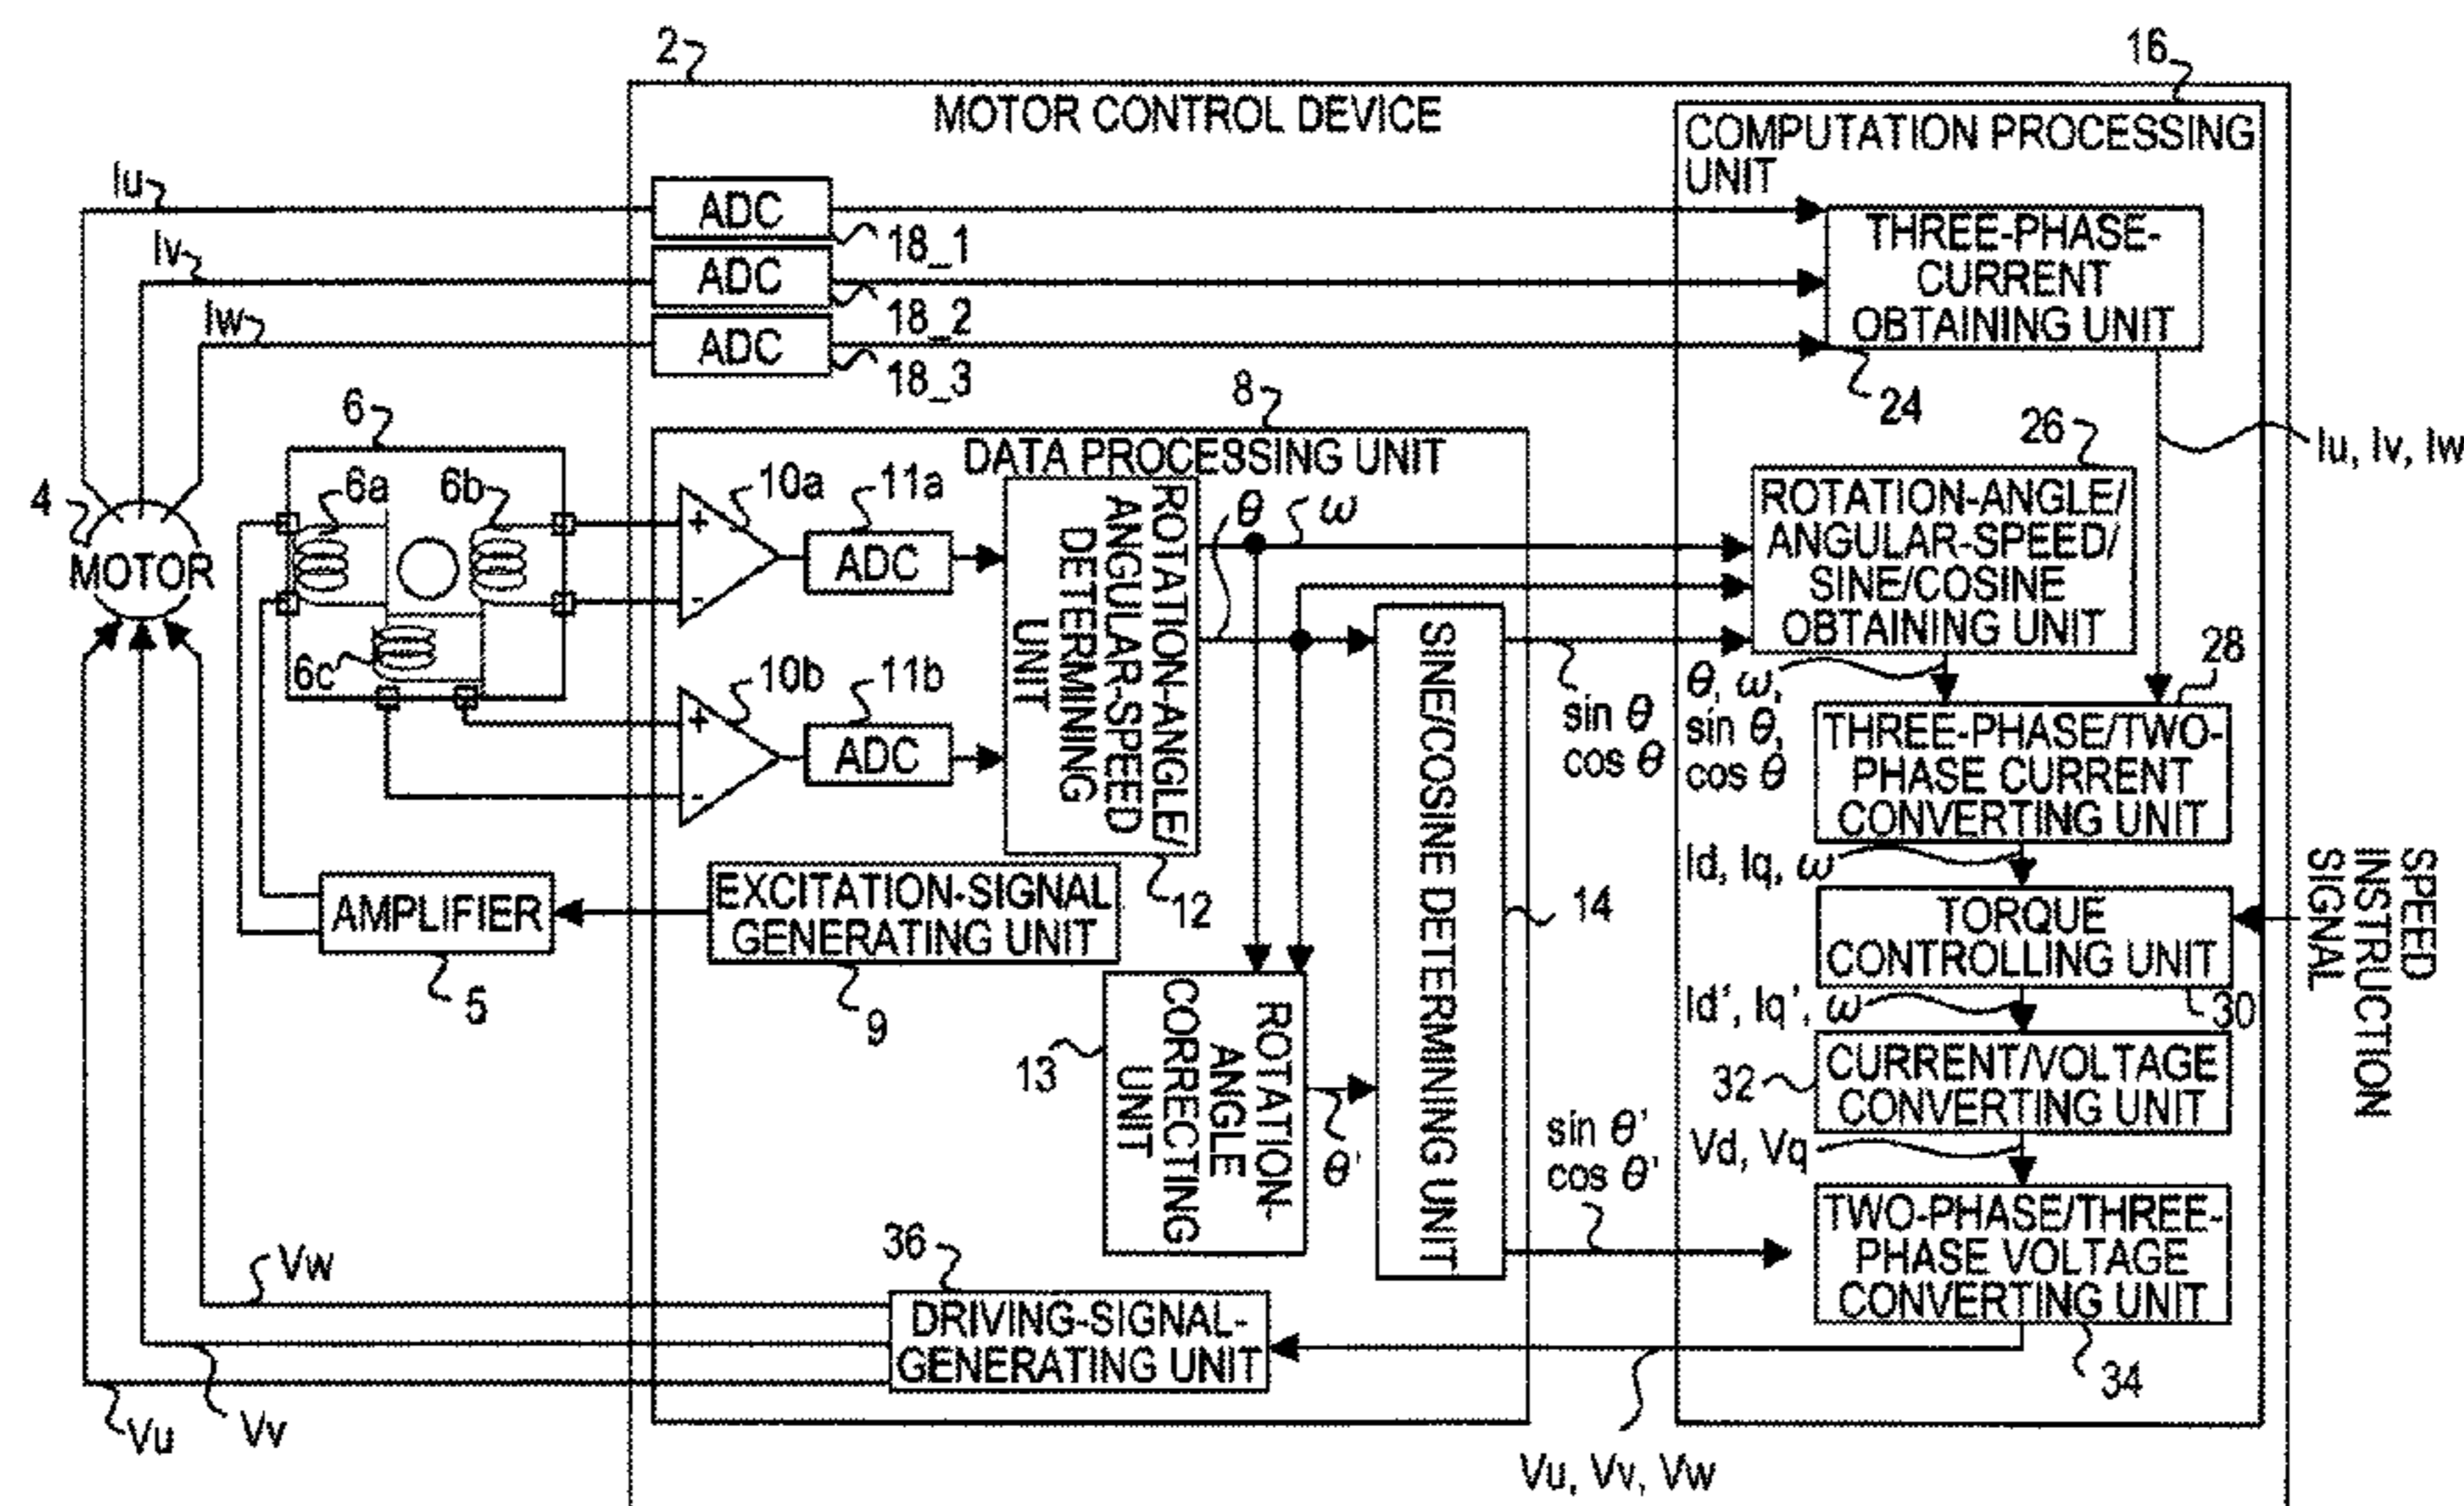 2
MOTOR CONTROL DEVICE
16
COMPUTATION PROCESSING
UNIT
Iu
ADC
18_1
Iv
ADC
18_2
Iw
ADC
18_3
THREE-PHASE-
CURRENT
OBTAINING UNIT
24
Iu, Iv, Iw
4
MOTOR
6
6a
6b
6c
8
DATA PROCESSING UNIT
10a
+
-
11a
ADC
10b
+
-
11b
ADC
ROTATION-ANGLE/
ANGULAR-SPEED
DETERMINING
UNIT
12
θ
ω
26
ROTATION-ANGLE/
ANGULAR-SPEED/
SINE/COSINE
OBTAINING UNIT
sin θ
cos θ
θ, ω,
sin θ,
cos θ
28
THREE-PHASE/TWO-
PHASE CURRENT
CONVERTING UNIT
Id, Iq, ω
AMPLIFIER
5
EXCITATION-SIGNAL
GENERATING UNIT
9
SINE/COSINE DETERMINING UNIT
14
TORQUE
CONTROLLING UNIT
30
SPEED
INSTRUCTION
SIGNAL
Id', Iq', ω
13
ROTATION-
ANGLE
CORRECTING
UNIT
θ'
32
CURRENT/VOLTAGE
CONVERTING UNIT
Vd, Vq
sin θ'
cos θ'
TWO-PHASE/THREE-
PHASE VOLTAGE
CONVERTING UNIT
34
36
DRIVING-SIGNAL-
GENERATING UNIT
Vw
Vu
Vv
Vu, Vv, Vw